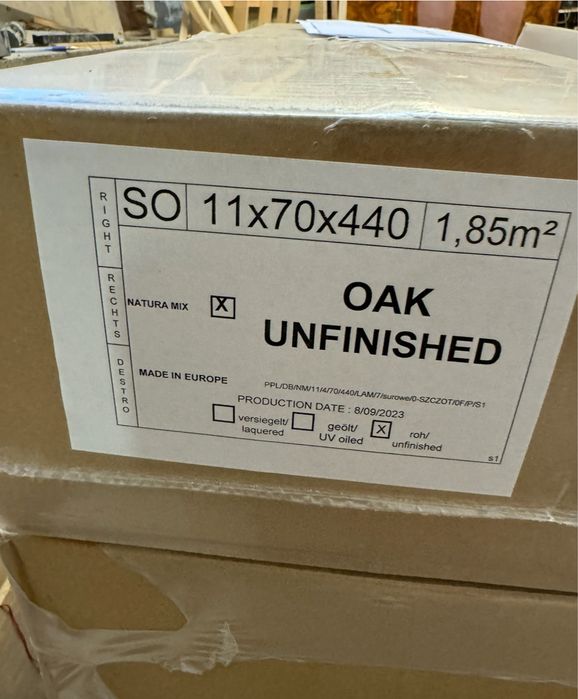 RIGHT
RECHTS
DESTRO
SO 11x70x440 1,85m²
NATURA MIX X
OAK
UNFINISHED
MADE IN EUROPE
PPL/DB/NM/11/4/70/440/LAM/7/surowe/0-SZCZOT/0F/P/S1
PRODUCTION DATE : 8/09/2023
versiegelt/
laquered
geölt/
UV oiled
X roh/
unfinished
s1